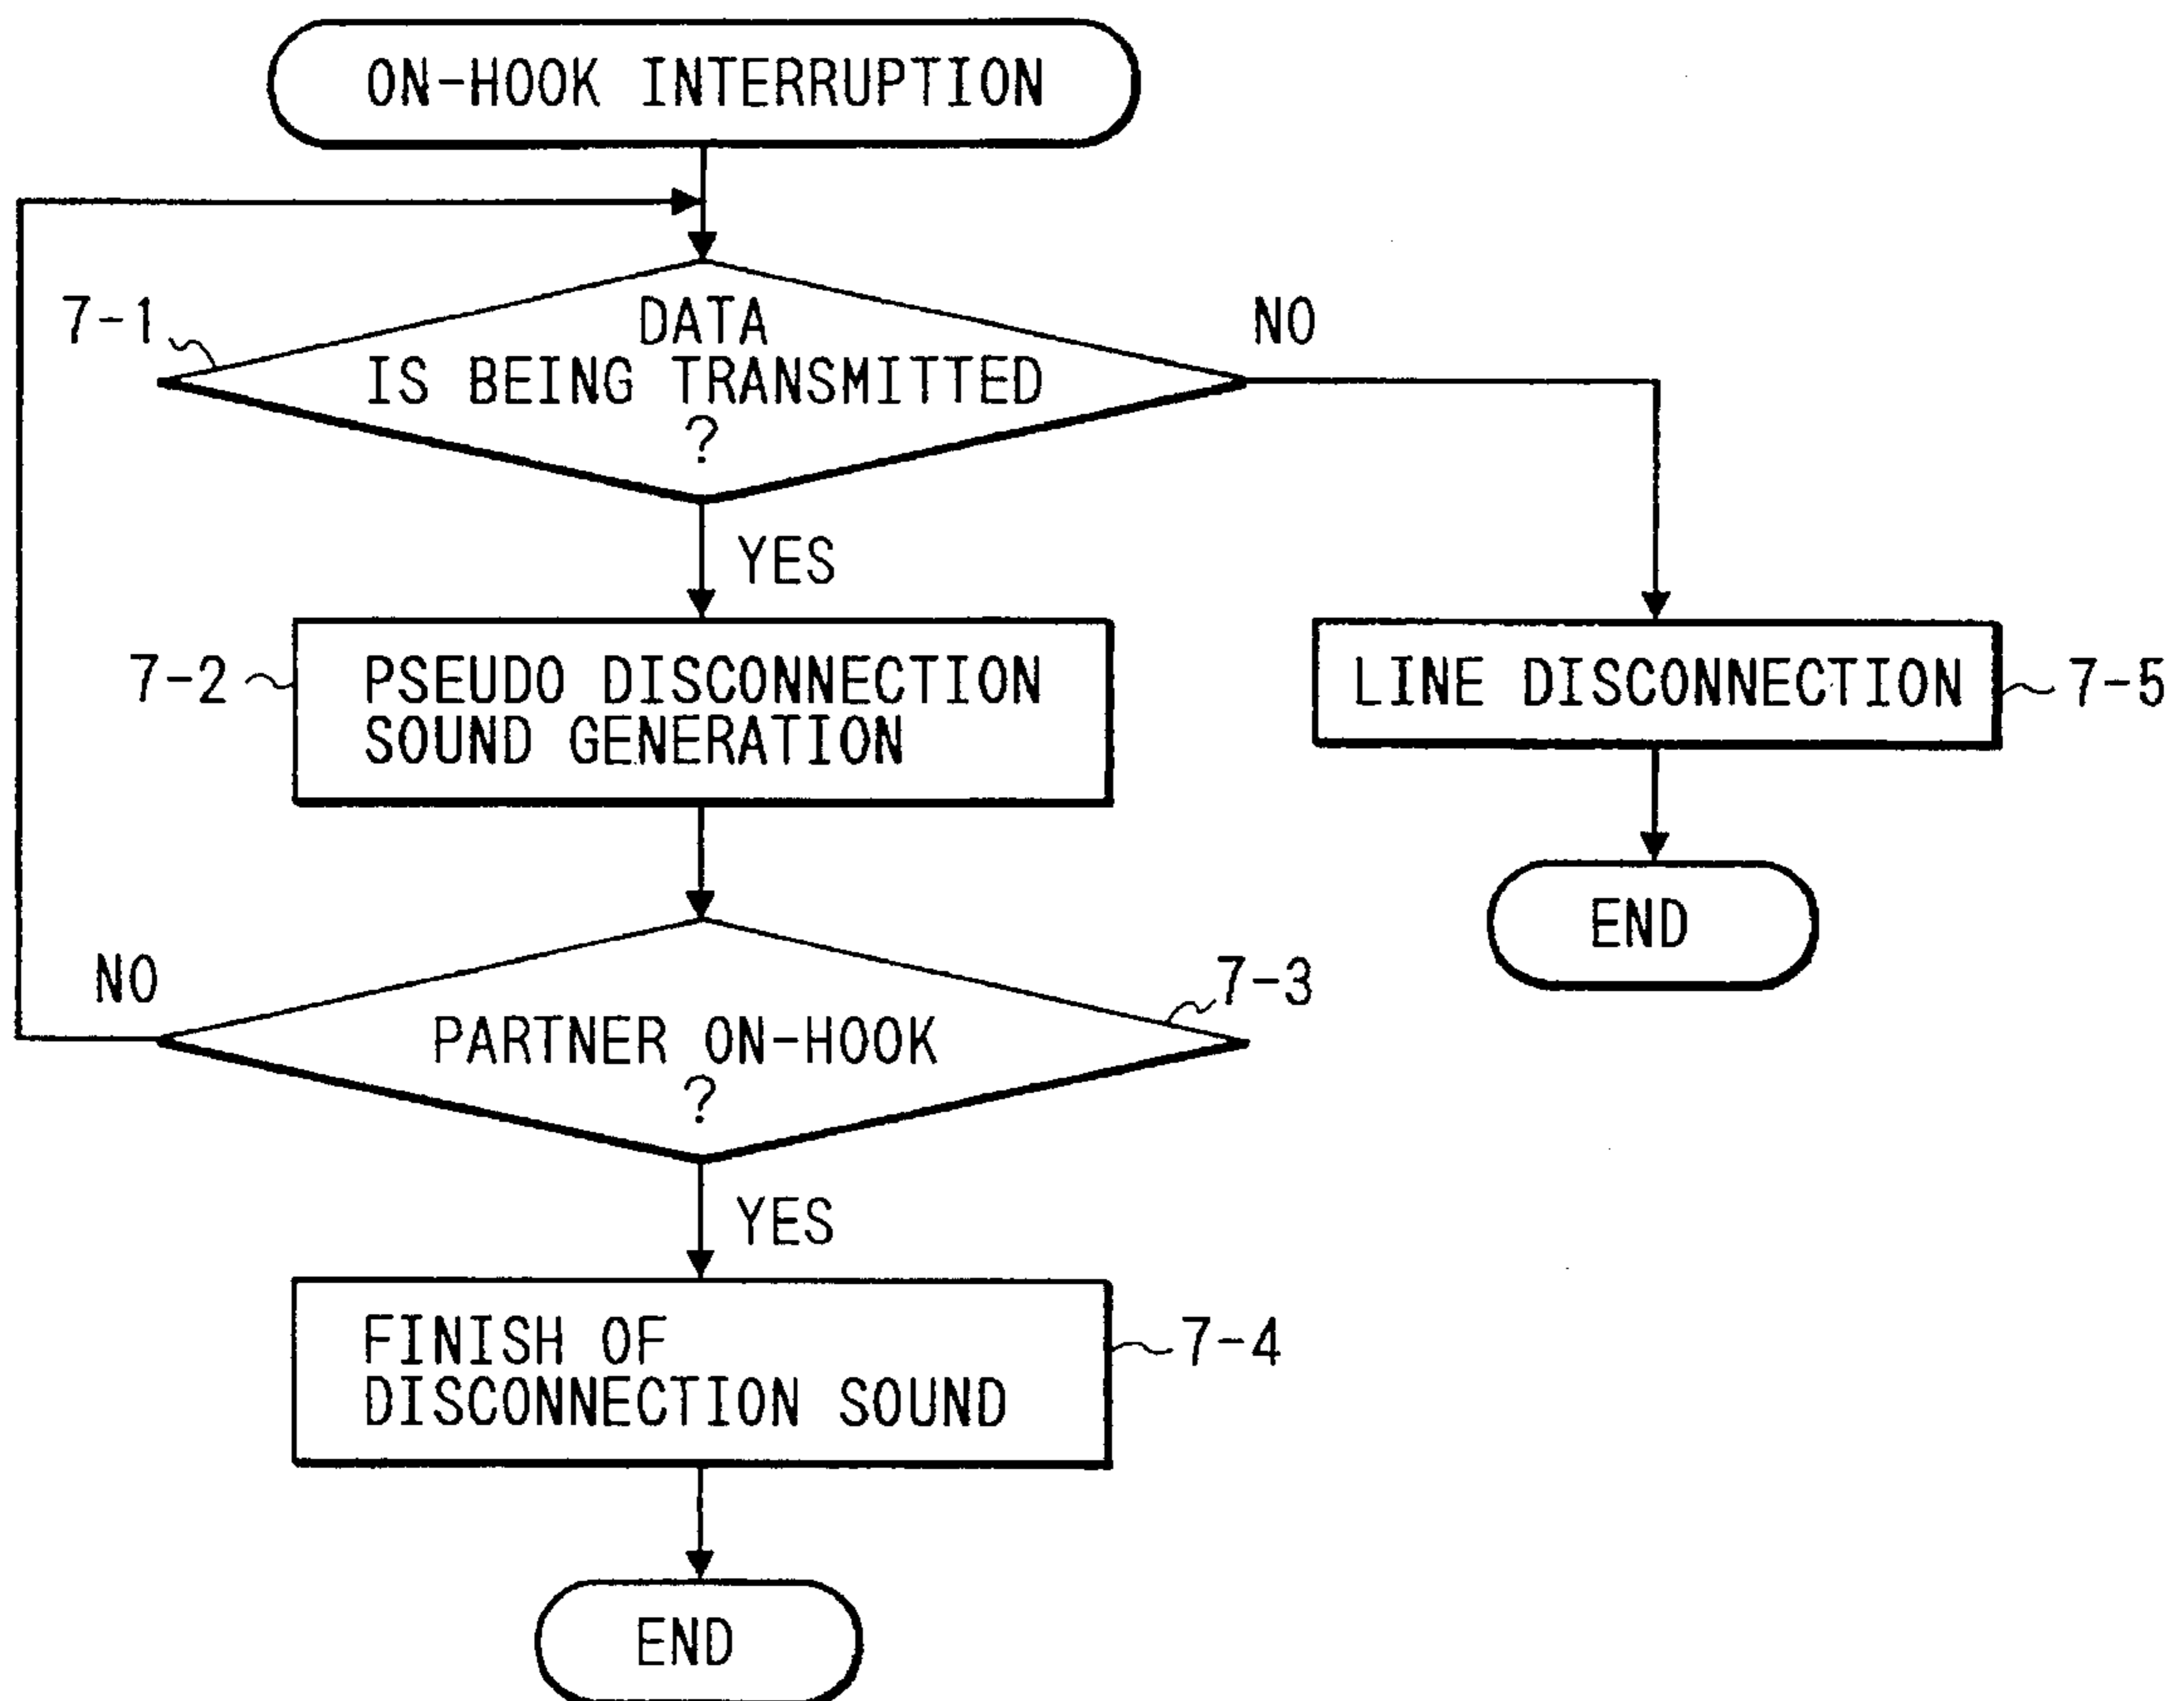 ON-HOOK INTERRUPTION
7-1
DATA
IS BEING TRANSMITTED
?
NO
YES
7-2
PSEUDO DISCONNECTION
SOUND GENERATION
LINE DISCONNECTION
7-5
END
NO
7-3
PARTNER ON-HOOK
?
YES
FINISH OF
DISCONNECTION SOUND
7-4
END